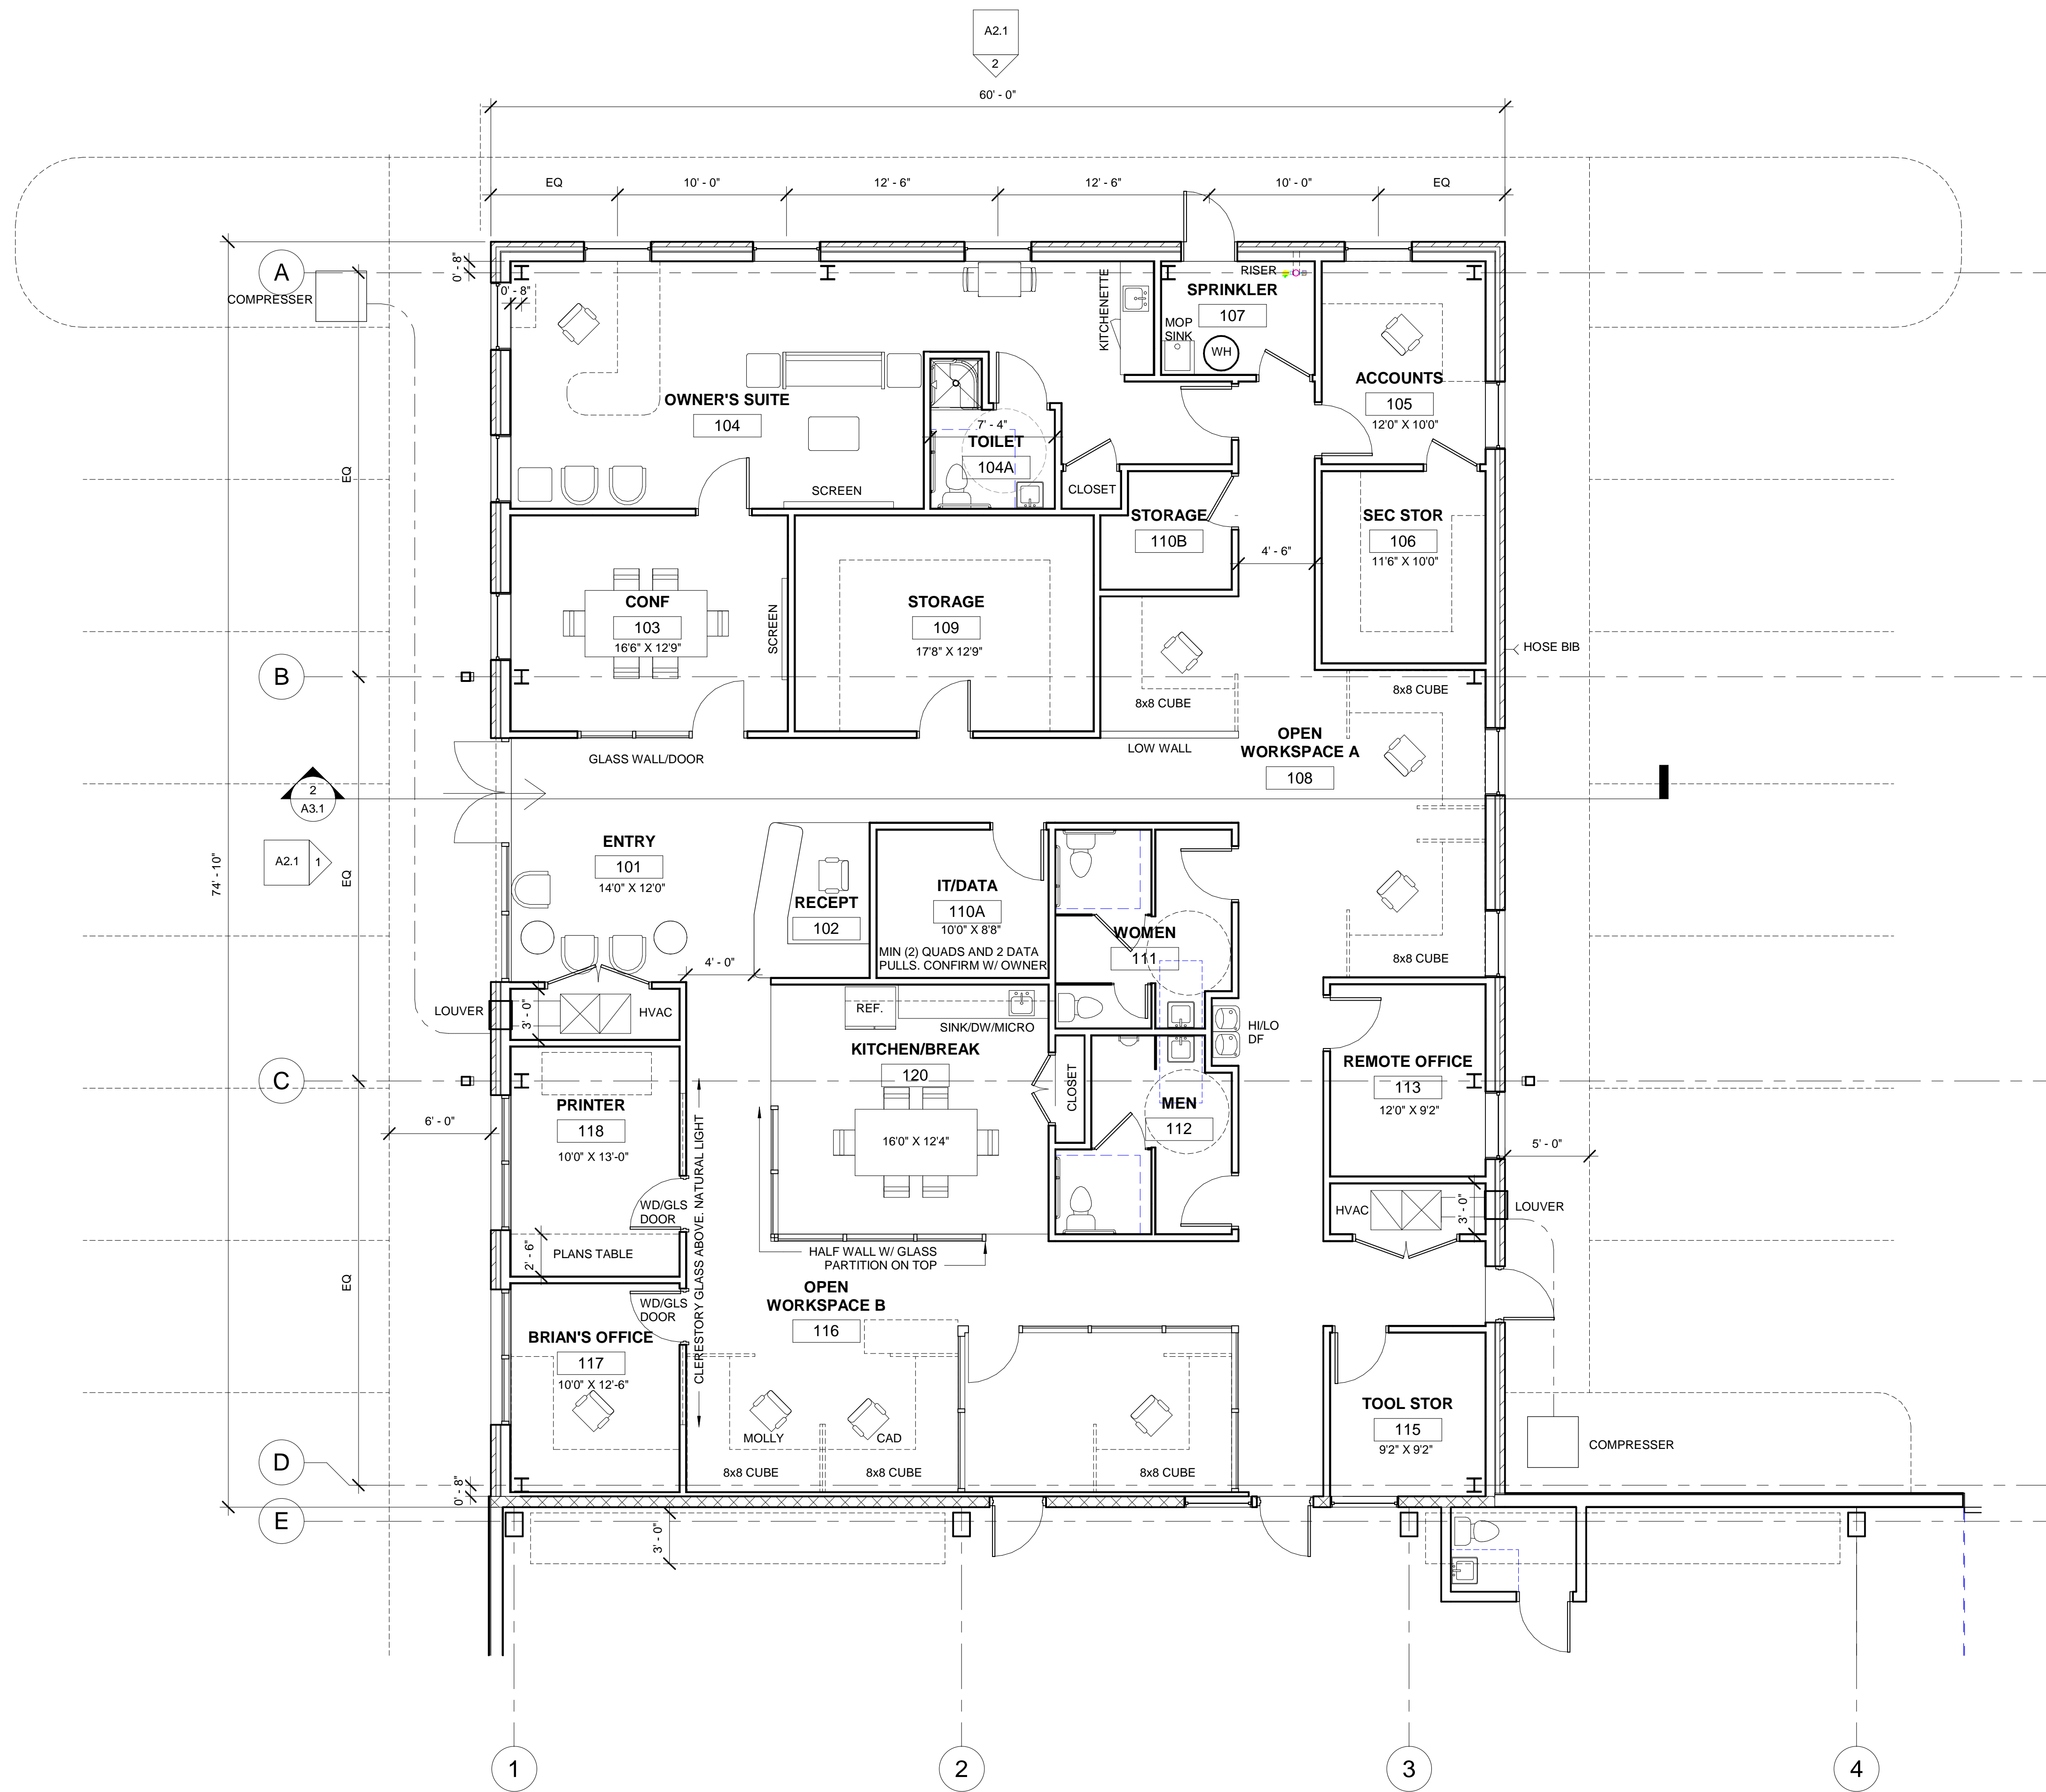 A2.1
2
60' - 0"
EQ
10' - 0"
12' - 6"
12' - 6"
10' - 0"
EQ
A
0' - 8"
COMPRESSER
0' - 8"
KITCHENETTE
RISER
SPRINKLER
107
MOP
SINK
WH
ACCOUNTS
105
12'0" X 10'0"
OWNER'S SUITE
104
7' - 4"
TOILET
104A
EQ
SCREEN
CLOSET
STORAGE
110B
SEC STOR
106
11'6" X 10'0"
4' - 6"
CONF
103
16'6" X 12'9"
SCREEN
STORAGE
109
17'8" X 12'9"
HOSE BIB
B
8x8 CUBE
8x8 CUBE
OPEN
WORKSPACE A
108
LOW WALL
GLASS WALL/DOOR
2
A3.1
A2.1
1
EQ
74' - 10"
ENTRY
101
14'0" X 12'0"
RECEPT
102
IT/DATA
110A
10'0" X 8'8"
MIN (2) QUADS AND 2 DATA
PULLS. CONFIRM W/ OWNER
WOMEN
111
8x8 CUBE
4' - 0"
LOUVER
3' - 0"
HVAC
REF.
SINK/DW/MICRO
HI/LO
DF
KITCHEN/BREAK
120
REMOTE OFFICE
113
12'0" X 9'2"
C
CLOSET
MEN
112
PRINTER
118
10'0" X 13'-0"
16'0" X 12'4"
6' - 0"
5' - 0"
CLERESTORY GLASS ABOVE. NATURAL LIGHT
WD/GLS
DOOR
HVAC
3' - 0"
LOUVER
2' - 6"
PLANS TABLE
HALF WALL W/ GLASS
PARTITION ON TOP
EQ
OPEN
WORKSPACE B
116
WD/GLS
DOOR
BRIAN'S OFFICE
117
10'0" X 12'-6"
TOOL STOR
115
9'2" X 9'2"
MOLLY
CAD
COMPRESSER
D
8x8 CUBE
8x8 CUBE
8x8 CUBE
0' - 8"
E
3' - 0"
1
2
3
4